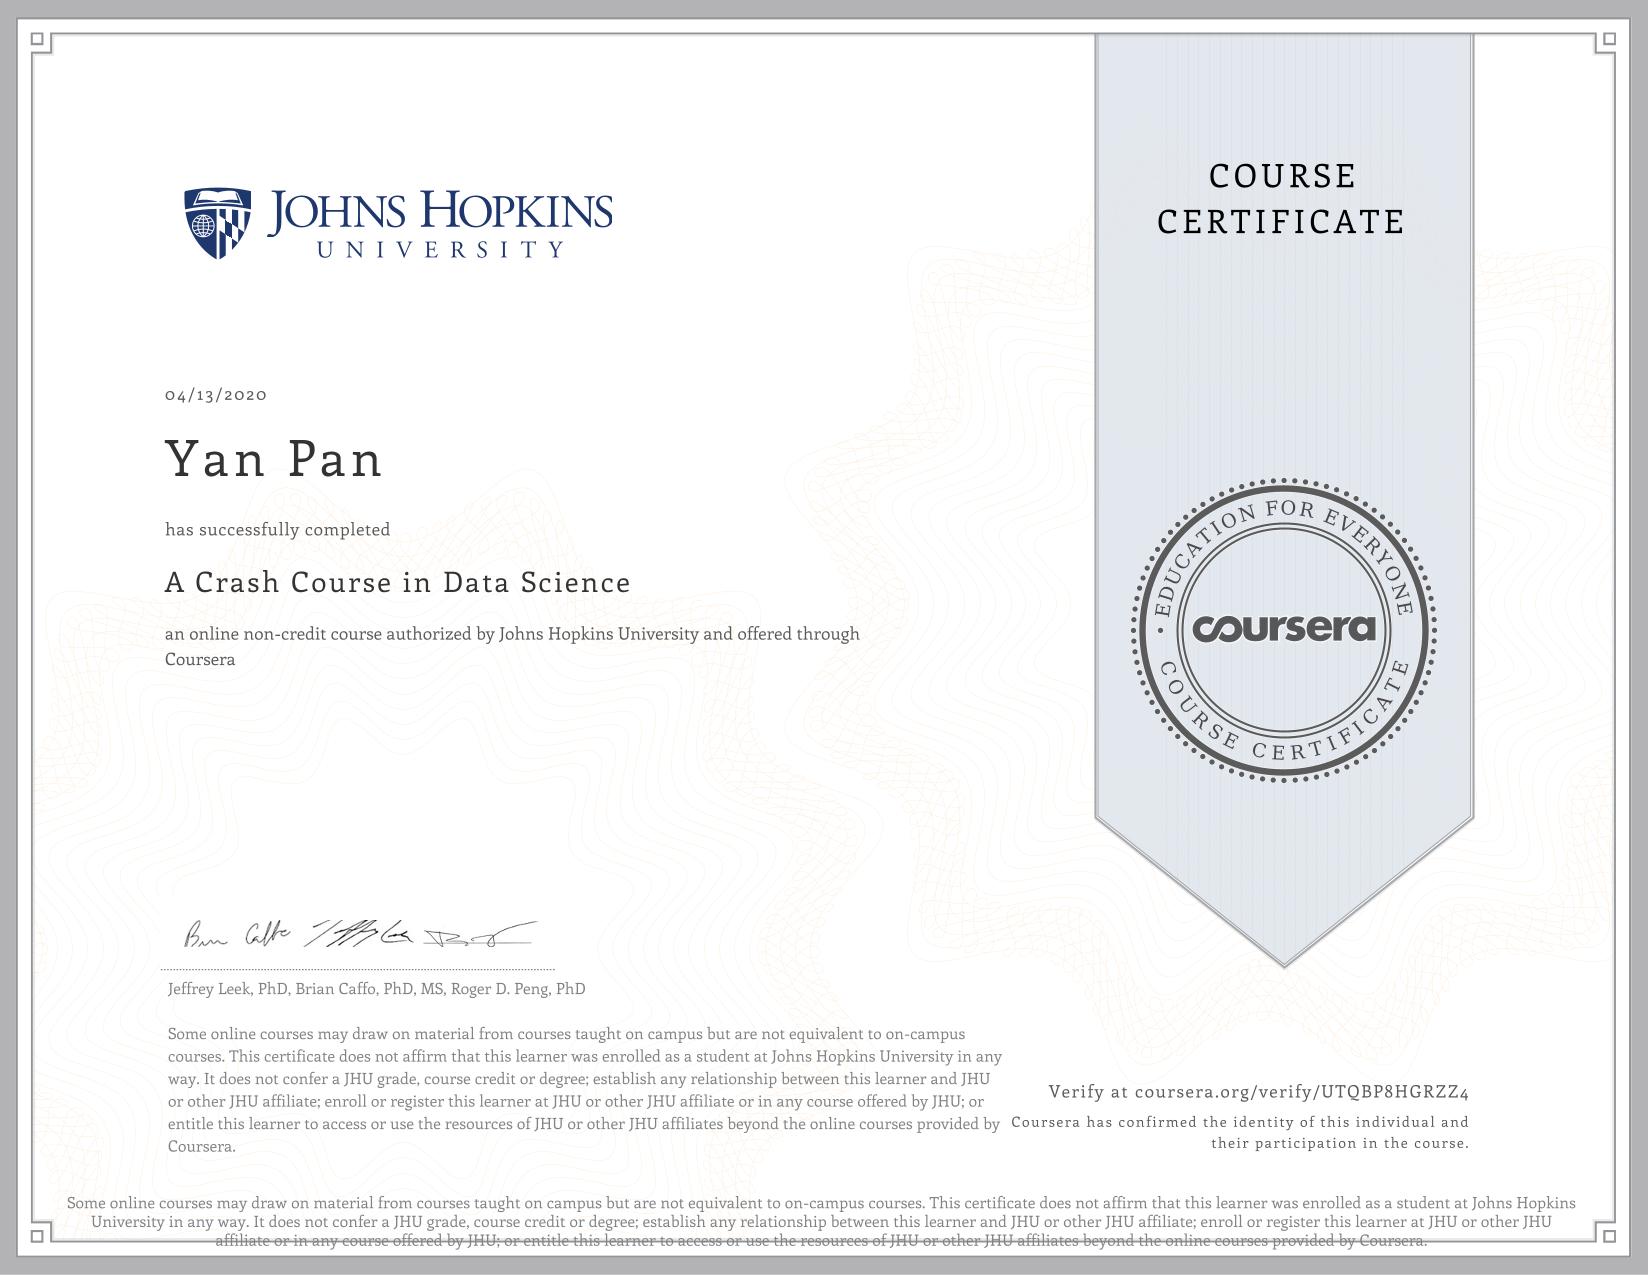 JOHNS HOPKINS
UNIVERSITY
COURSE
CERTIFICATE
04/13/2020
Yan Pan
has successfully completed
A Crash Course in Data Science
an online non-credit course authorized by Johns Hopkins University and offered through
Coursera
EDUCATION FOR EVERYONE
coursera
COURSE CERTIFICATE
Jeffrey Leek, PhD, Brian Caffo, PhD, MS, Roger D. Peng, PhD
Some online courses may draw on material from courses taught on campus but are not equivalent to on-campus
courses. This certificate does not affirm that this learner was enrolled as a student at Johns Hopkins University in any
way. It does not confer a JHU grade, course credit or degree; establish any relationship between this learner and JHU
or other JHU affiliate; enroll or register this learner at JHU or other JHU affiliate or in any course offered by JHU; or
entitle this learner to access or use the resources of JHU or other JHU affiliates beyond the online courses provided by
Coursera.
Verify at coursera.org/verify/UTQBP8HGRZZ4
Coursera has confirmed the identity of this individual and
their participation in the course.
Some online courses may draw on material from courses taught on campus but are not equivalent to on-campus courses. This certificate does not affirm that this learner was enrolled as a student at Johns Hopkins
University in any way. It does not confer a JHU grade, course credit or degree; establish any relationship between this learner and JHU or other JHU affiliate; enroll or register this learner at JHU or other JHU
affiliate or in any course offered by JHU; or entitle this learner to access or use the resources of JHU or other JHU affiliates beyond the online courses provided by Coursera.